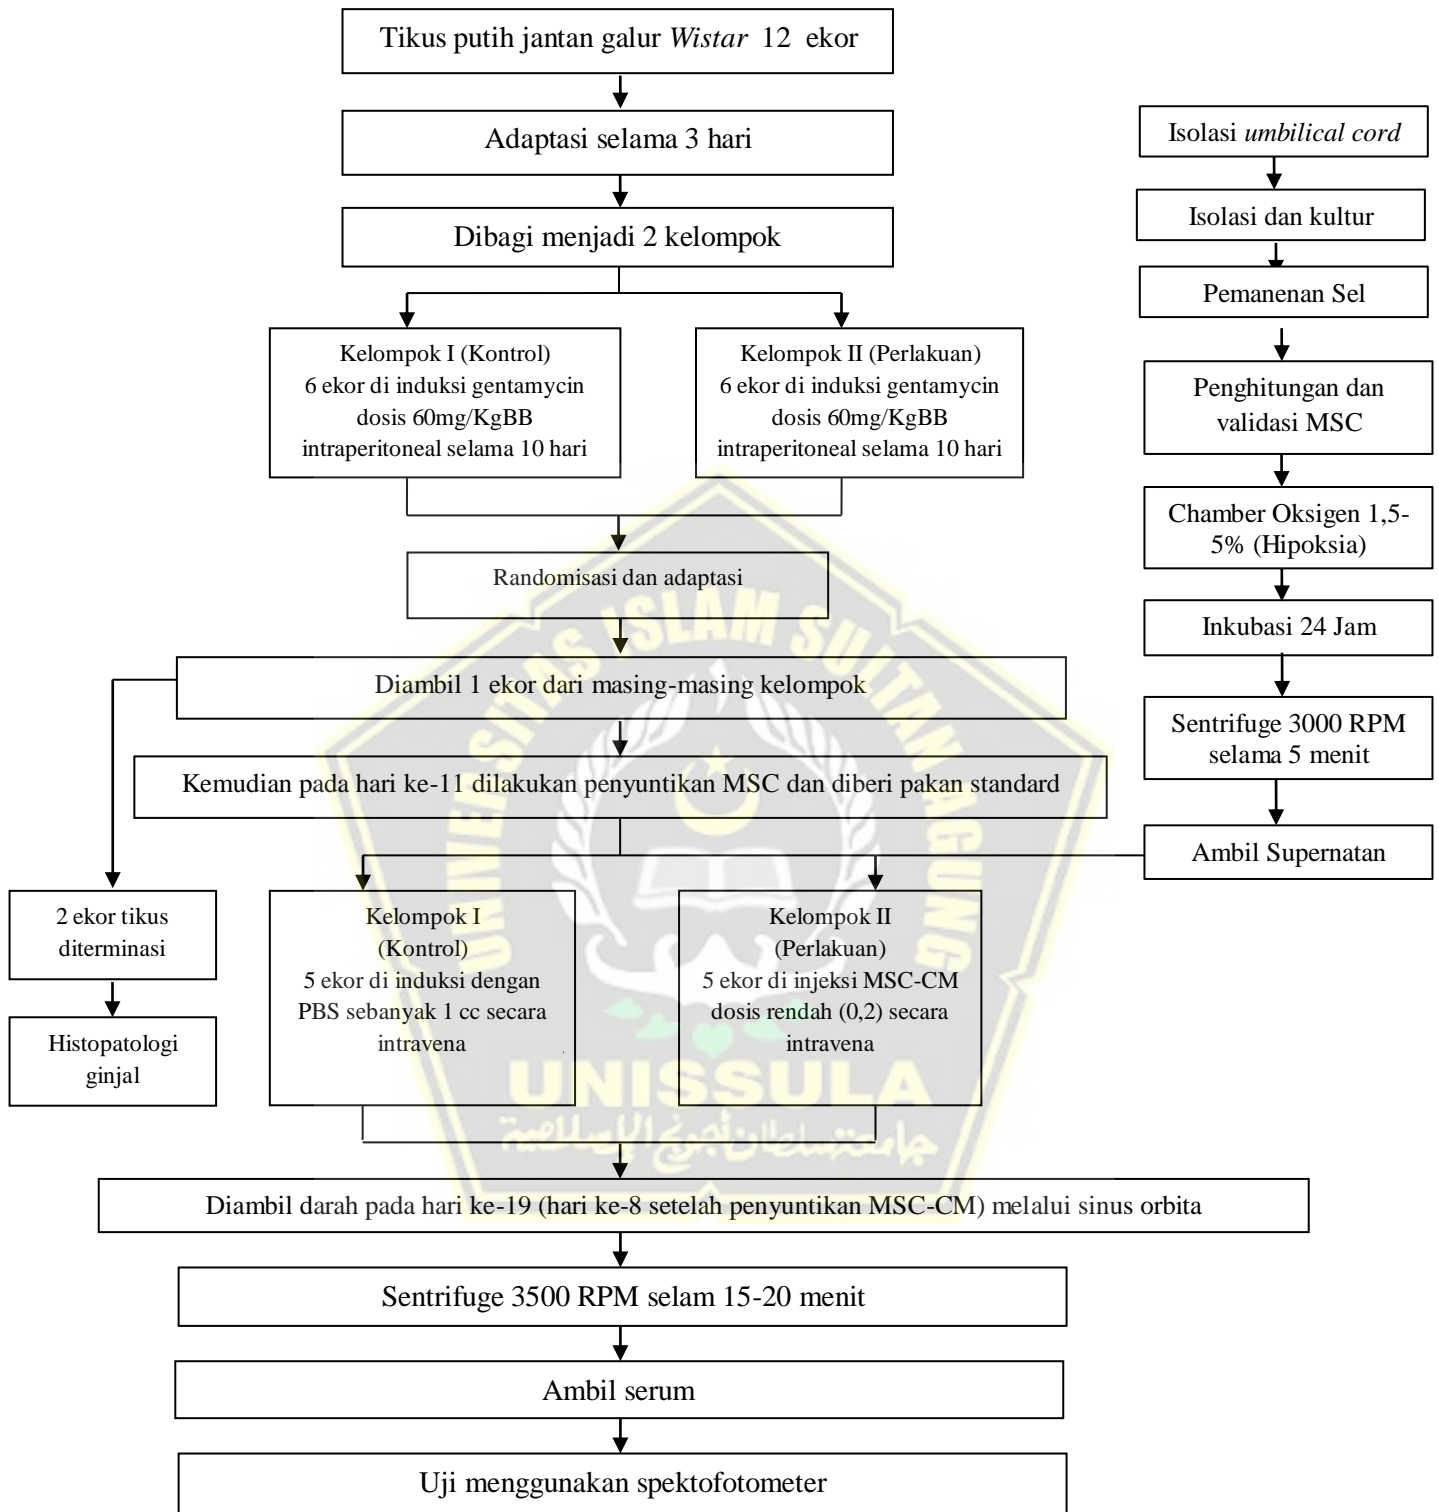 Tikus putih jantan galur Wistar 12 ekor
Adaptasi selama 3 hari
Dibagi menjadi 2 kelompok
Kelompok I (Kontrol)
6 ekor di induksi gentamycin
dosis 60mg/KgBB
intraperitoneal selama 10 hari
Kelompok II (Perlakuan)
6 ekor di induksi gentamycin
dosis 60mg/KgBB
intraperitoneal selama 10 hari
Randomisasi dan adaptasi
Diambil 1 ekor dari masing-masing kelompok
Kemudian pada hari ke-11 dilakukan penyuntikan MSC dan diberi pakan standard
2 ekor tikus
diterminasi
Histopatologi
ginjal
Kelompok I
(Kontrol)
5 ekor di induksi dengan
PBS sebanyak 1 cc secara
intravena
Kelompok II
(Perlakuan)
5 ekor di injeksi MSC-CM
dosis rendah (0,2) secara
intravena
Isolasi umbilical cord
Isolasi dan kultur
Pemanenan Sel
Penghitungan dan
validasi MSC
Chamber Oksigen 1,5-
5% (Hipoksia)
Inkubasi 24 Jam
Sentrifuge 3000 RPM
selama 5 menit
Ambil Supernatan
Diambil darah pada hari ke-19 (hari ke-8 setelah penyuntikan MSC-CM) melalui sinus orbita
Sentrifuge 3500 RPM selam 15-20 menit
Ambil serum
Uji menggunakan spektofotometer
UNIVERSITAS ISLAM SULTAN AGUNG
UNISSULA
جامعتسلطان أجونج الإسلامية